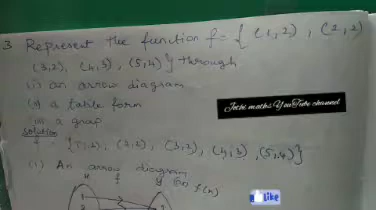 3 Represent the function f = { (1,2) , (2,2)
(3,2), (4,3) , (5,4) } through
(i) an arrow diagram
(ii) a table form
(iii) a grap
Jothi maths YouTube channel
solution
f = {(1,2), (2,2), (3,2), (4,3) , (5,4)}
(i) An arrow diagram
x f y (or) f(x)
Like